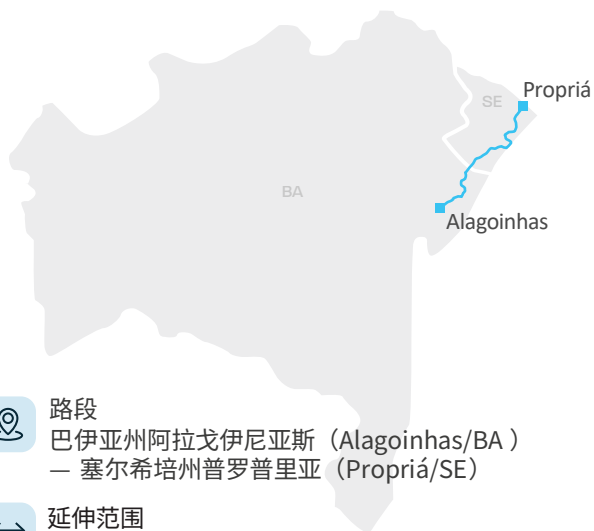 Propriá
SE
BA
Alagoinhas
路段
巴伊亚州阿拉戈伊尼亚斯（Alagoinhas/BA ）
— 塞尔希培州普罗普里亚（Propriá/SE）
延伸范围